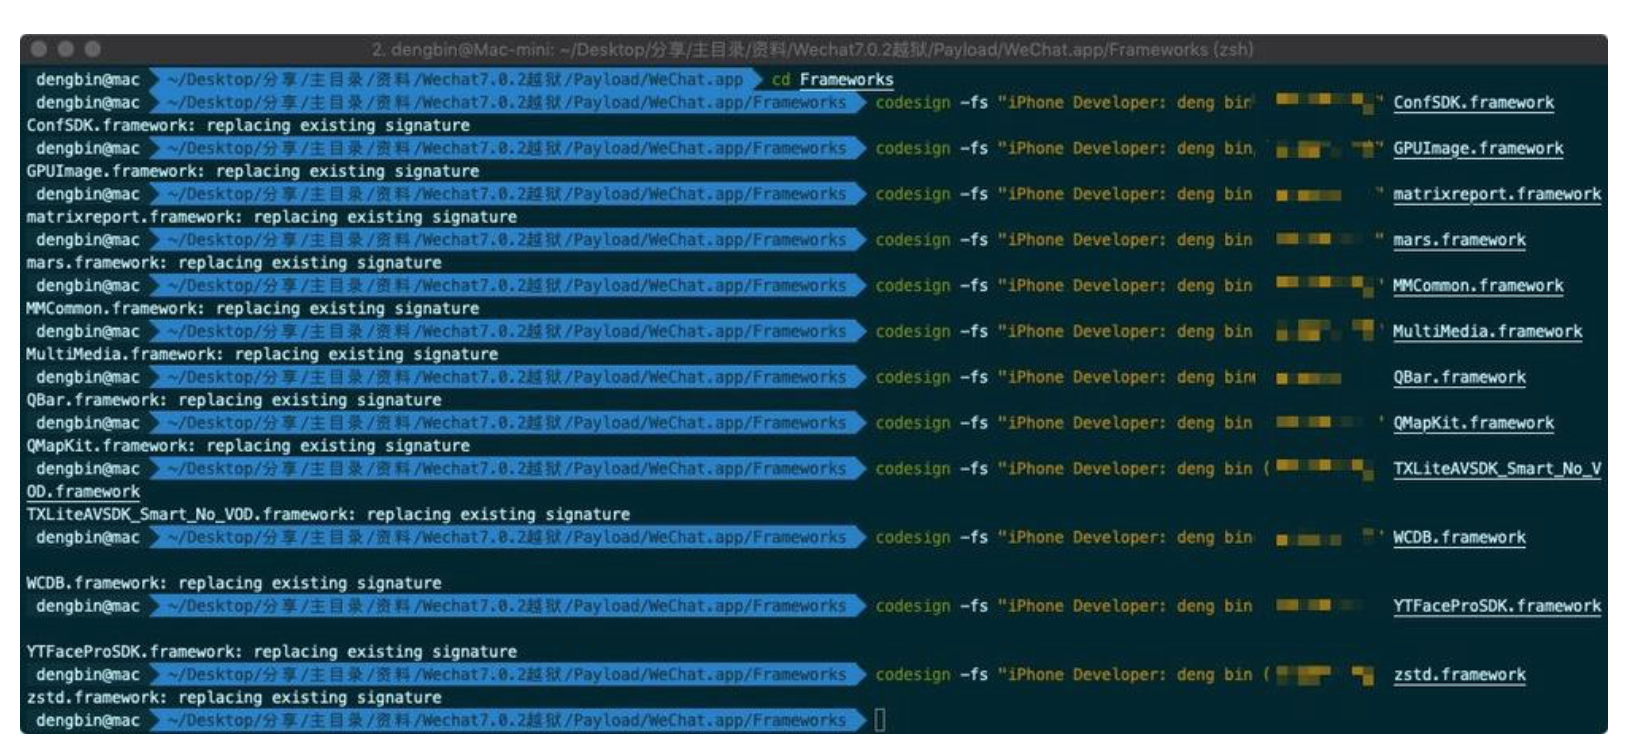 2. dengbin@Mac-mini: ~/Desktop/分享/主目录/资料/Wechat7.0.2越狱/Payload/WeChat.app/Frameworks (zsh)
dengbin@mac ~/Desktop/分享/主目录/资料/Wechat7.0.2越狱/Payload/WeChat.app cd Frameworks
dengbin@mac ~/Desktop/分享/主目录/资料/Wechat7.0.2越狱/Payload/WeChat.app/Frameworks codesign -fs "iPhone Developer: deng bin " ConfSDK.framework
ConfSDK.framework: replacing existing signature
dengbin@mac ~/Desktop/分享/主目录/资料/Wechat7.0.2越狱/Payload/WeChat.app/Frameworks codesign -fs "iPhone Developer: deng bin " GPUImage.framework
GPUImage.framework: replacing existing signature
dengbin@mac ~/Desktop/分享/主目录/资料/Wechat7.0.2越狱/Payload/WeChat.app/Frameworks codesign -fs "iPhone Developer: deng bin " matrixreport.framework
matrixreport.framework: replacing existing signature
dengbin@mac ~/Desktop/分享/主目录/资料/Wechat7.0.2越狱/Payload/WeChat.app/Frameworks codesign -fs "iPhone Developer: deng bin " mars.framework
mars.framework: replacing existing signature
dengbin@mac ~/Desktop/分享/主目录/资料/Wechat7.0.2越狱/Payload/WeChat.app/Frameworks codesign -fs "iPhone Developer: deng bin MMCommon.framework
MMCommon.framework: replacing existing signature
dengbin@mac ~/Desktop/分享/主目录/资料/Wechat7.0.2越狱/Payload/WeChat.app/Frameworks codesign -fs "iPhone Developer: deng bin MultiMedia.framework
MultiMedia.framework: replacing existing signature
dengbin@mac ~/Desktop/分享/主目录/资料/Wechat7.0.2越狱/Payload/WeChat.app/Frameworks codesign -fs "iPhone Developer: deng bin QBar.framework
QBar.framework: replacing existing signature
dengbin@mac ~/Desktop/分享/主目录/资料/Wechat7.0.2越狱/Payload/WeChat.app/Frameworks codesign -fs "iPhone Developer: deng bin QMapKit.framework
QMapKit.framework: replacing existing signature
dengbin@mac ~/Desktop/分享/主目录/资料/Wechat7.0.2越狱/Payload/WeChat.app/Frameworks codesign -fs "iPhone Developer: deng bin ( TXLiteAVSDK_Smart_No_V
OD.framework
TXLiteAVSDK_Smart_No_VOD.framework: replacing existing signature
dengbin@mac ~/Desktop/分享/主目录/资料/Wechat7.0.2越狱/Payload/WeChat.app/Frameworks codesign -fs "iPhone Developer: deng bin WCDB.framework
WCDB.framework: replacing existing signature
dengbin@mac ~/Desktop/分享/主目录/资料/Wechat7.0.2越狱/Payload/WeChat.app/Frameworks codesign -fs "iPhone Developer: deng bin YTFaceProSDK.framework
YTFaceProSDK.framework: replacing existing signature
dengbin@mac ~/Desktop/分享/主目录/资料/Wechat7.0.2越狱/Payload/WeChat.app/Frameworks codesign -fs "iPhone Developer: deng bin ( zstd.framework
zstd.framework: replacing existing signature
dengbin@mac ~/Desktop/分享/主目录/资料/Wechat7.0.2越狱/Payload/WeChat.app/Frameworks